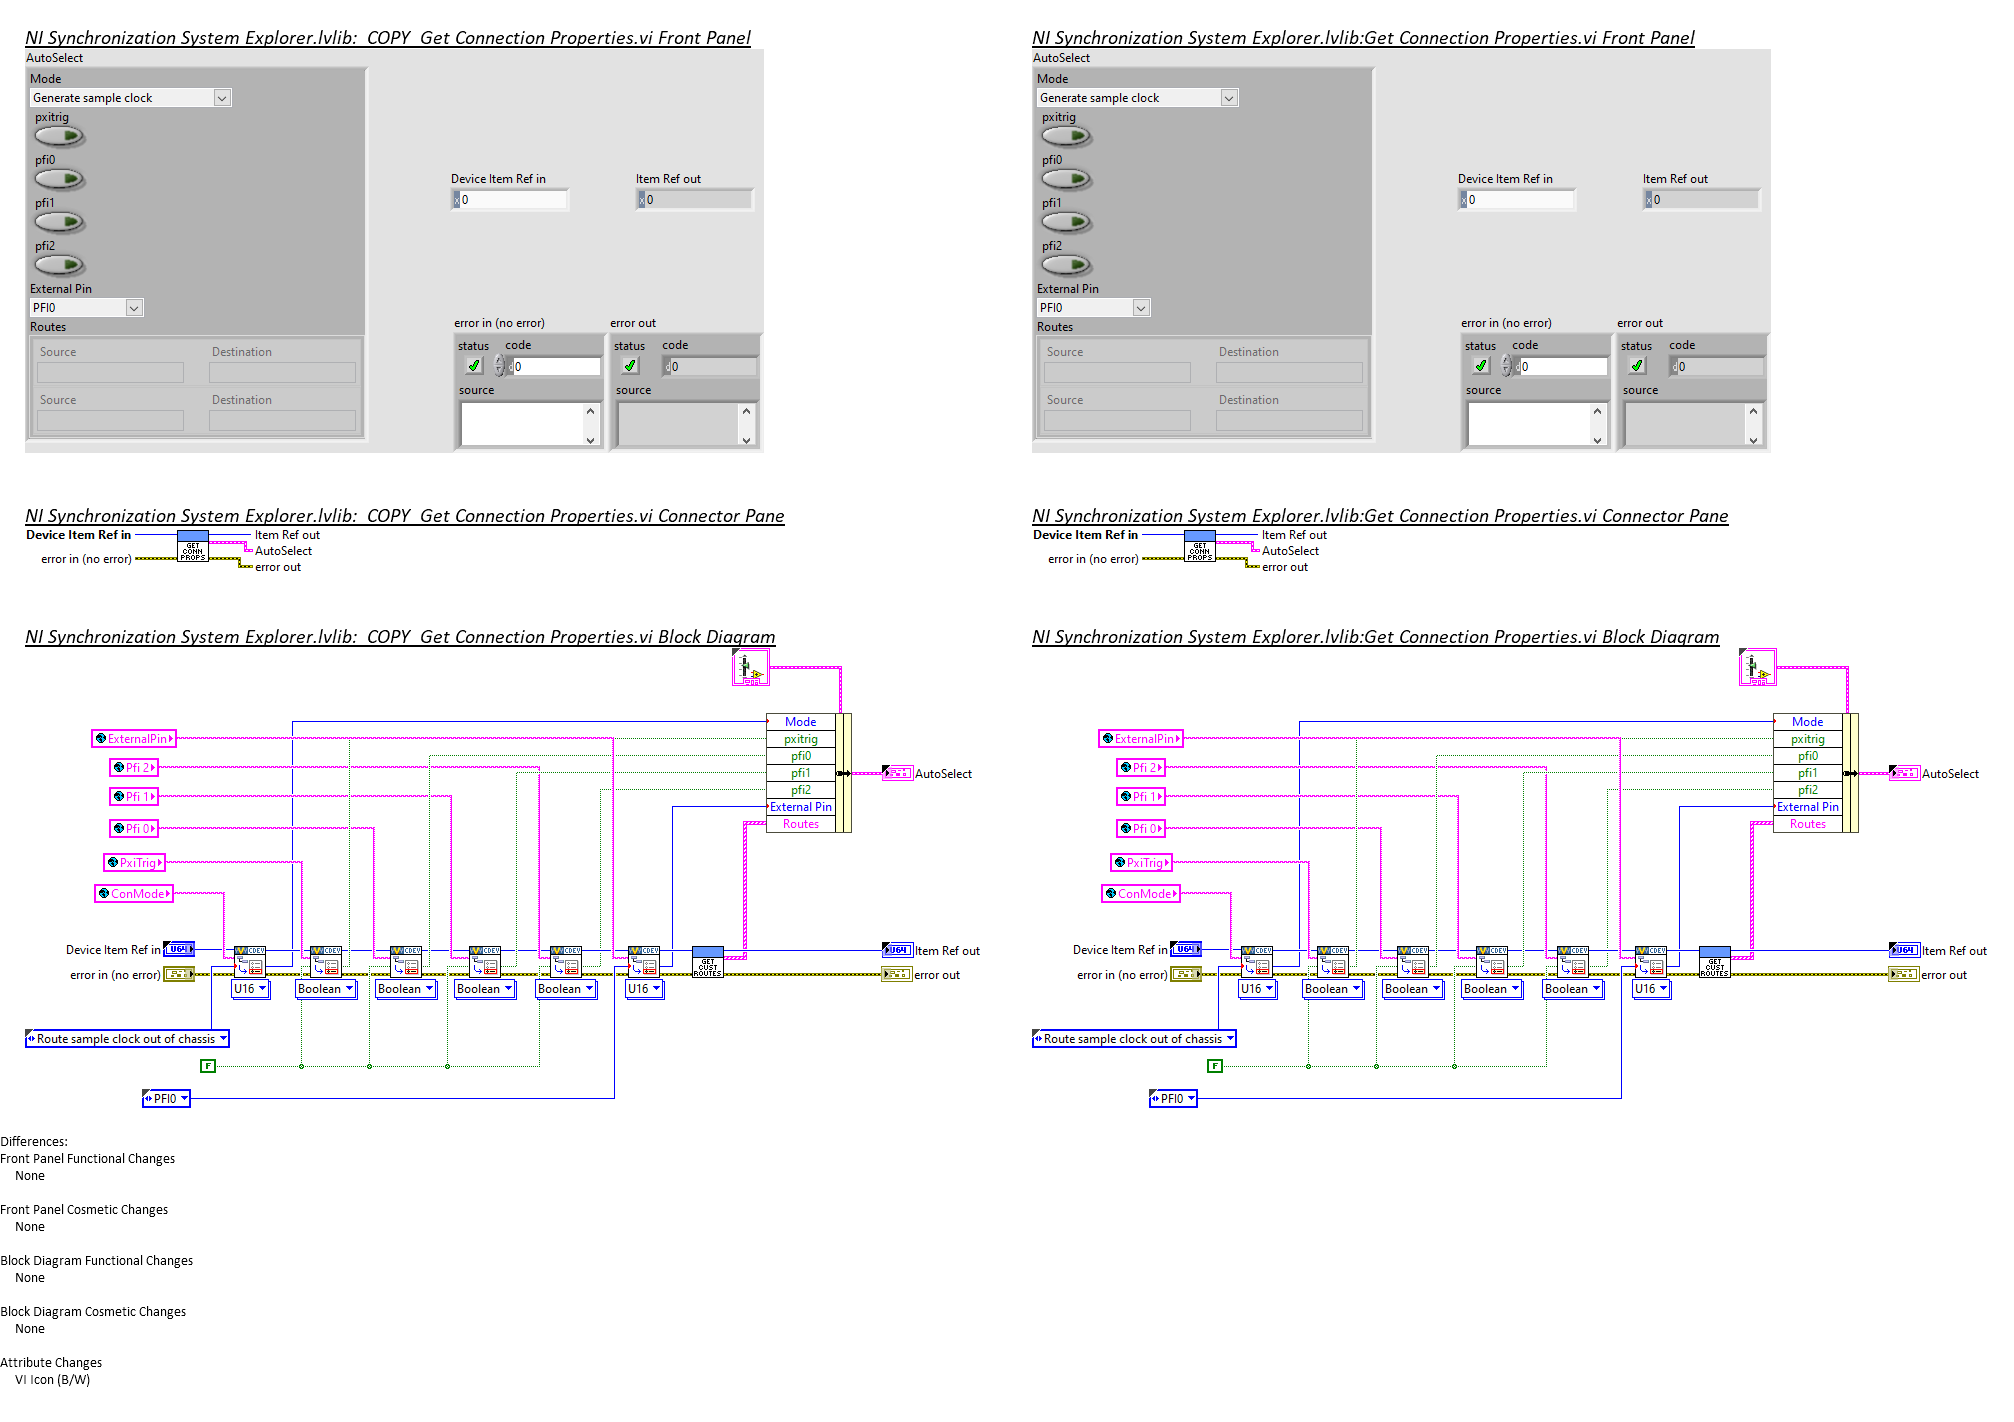 NI Synchronization System Explorer.lvlib:  COPY  Get Connection Properties.vi Front Panel
AutoSelect
Mode
Generate sample clock
pxitrig
pfi0
pfi1
pfi2
External Pin
PFI0
Routes
Source Destination
Source Destination
Device Item Ref in
x 0
Item Ref out
x 0
error in (no error)
status code
d 0
source
error out
status code
d 0
source
NI Synchronization System Explorer.lvlib:Get Connection Properties.vi Front Panel
AutoSelect
Mode
Generate sample clock
pxitrig
pfi0
pfi1
pfi2
External Pin
PFI0
Routes
Source Destination
Source Destination
Device Item Ref in
x 0
Item Ref out
x 0
error in (no error)
status code
d 0
source
error out
status code
d 0
source
NI Synchronization System Explorer.lvlib:  COPY  Get Connection Properties.vi Connector Pane
Device Item Ref in
error in (no error)
GET
CONN
PROPS
Item Ref out
AutoSelect
error out
NI Synchronization System Explorer.lvlib:Get Connection Properties.vi Connector Pane
Device Item Ref in
error in (no error)
GET
CONN
PROPS
Item Ref out
AutoSelect
error out
NI Synchronization System Explorer.lvlib:  COPY  Get Connection Properties.vi Block Diagram
Mode
pxitrig
pfi0
pfi1
pfi2
External Pin
Routes
AutoSelect
ExternalPin
Pfi 2
Pfi 1
Pfi 0
PxiTrig
ConMode
Device Item Ref in U64
error in (no error)
CDEV CDEV CDEV CDEV CDEV CDEV
GET
CUST
ROUTES
U64 Item Ref out
error out
U16 Boolean Boolean Boolean Boolean U16
Route sample clock out of chassis
F
PFI0
NI Synchronization System Explorer.lvlib:Get Connection Properties.vi Block Diagram
Mode
pxitrig
pfi0
pfi1
pfi2
External Pin
Routes
AutoSelect
ExternalPin
Pfi 2
Pfi 1
Pfi 0
PxiTrig
ConMode
Device Item Ref in U64
error in (no error)
CDEV CDEV CDEV CDEV CDEV CDEV
GET
CUST
ROUTES
U64 Item Ref out
error out
U16 Boolean Boolean Boolean Boolean U16
Route sample clock out of chassis
F
PFI0
Differences:
Front Panel Functional Changes
None
Front Panel Cosmetic Changes
None
Block Diagram Functional Changes
None
Block Diagram Cosmetic Changes
None
Attribute Changes
VI Icon (B/W)